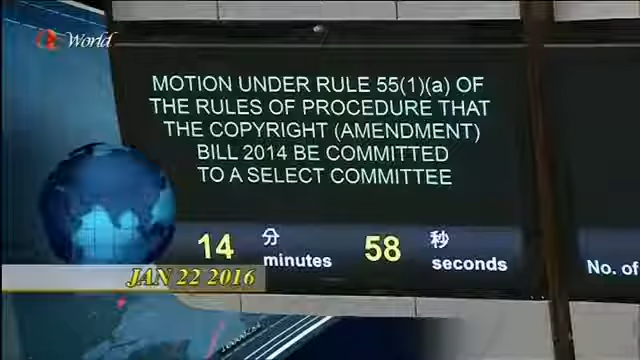 World
MOTION UNDER RULE 55(1)(a) OF
THE RULES OF PROCEDURE THAT
THE COPYRIGHT (AMENDMENT)
BILL 2014 BE COMMITTED
TO A SELECT COMMITTEE
14 分 minutes 58 秒 seconds
No. of
JAN 22 2016